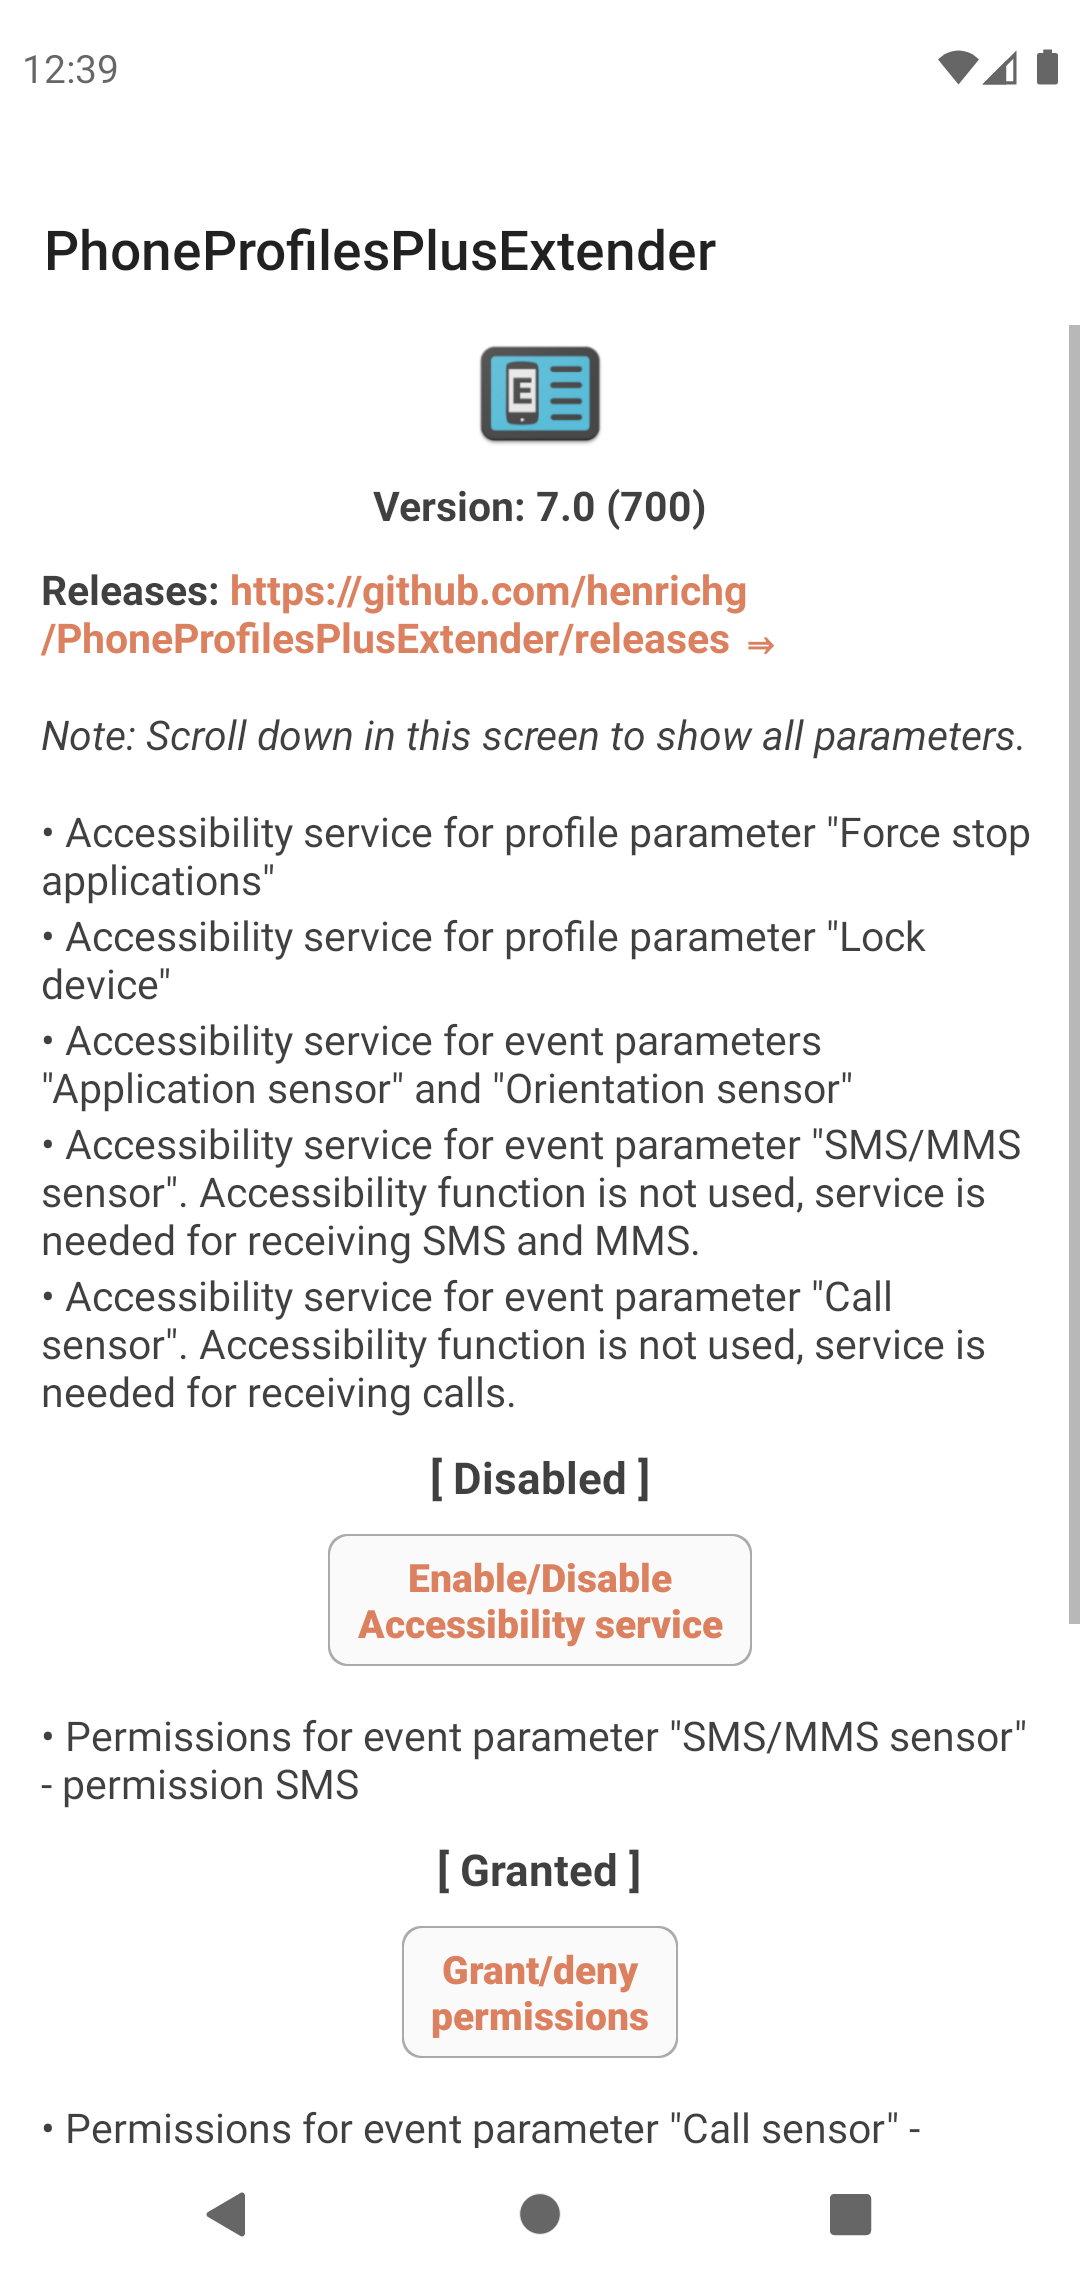 12:39
PhoneProfilesPlusExtender
E
Version: 7.0 (700)
Releases: https://github.com/henrichg
/PhoneProfilesPlusExtender/releases ⇒
Note: Scroll down in this screen to show all parameters.
• Accessibility service for profile parameter "Force stop
applications"
• Accessibility service for profile parameter "Lock
device"
• Accessibility service for event parameters
"Application sensor" and "Orientation sensor"
• Accessibility service for event parameter "SMS/MMS
sensor". Accessibility function is not used, service is
needed for receiving SMS and MMS.
• Accessibility service for event parameter "Call
sensor". Accessibility function is not used, service is
needed for receiving calls.
[ Disabled ]
Enable/Disable
Accessibility service
• Permissions for event parameter "SMS/MMS sensor"
- permission SMS
[ Granted ]
Grant/deny
permissions
• Permissions for event parameter "Call sensor" -